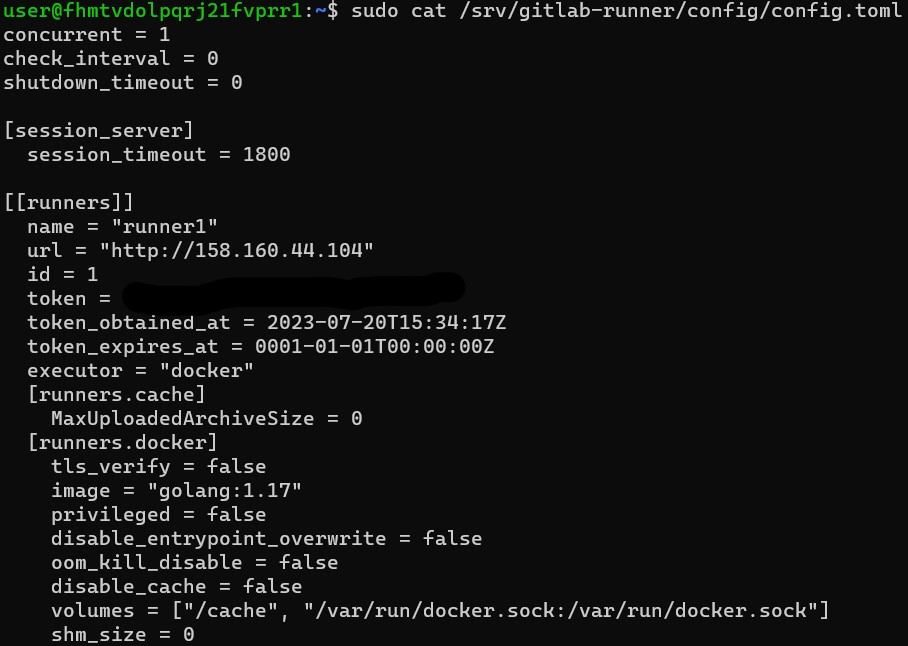 user@fhmtvdolpqrj21fvprr1:~$ sudo cat /srv/gitlab-runner/config/config.toml
concurrent = 1
check_interval = 0
shutdown_timeout = 0
[session_server]
session_timeout = 1800
[[runners]]
name = "runner1"
url = "http://158.160.44.104"
id = 1
token =
token_obtained_at = 2023-07-20T15:34:17Z
token_expires_at = 0001-01-01T00:00:00Z
executor = "docker"
[runners.cache]
MaxUploadedArchiveSize = 0
[runners.docker]
tls_verify = false
image = "golang:1.17"
privileged = false
disable_entrypoint_overwrite = false
oom_kill_disable = false
disable_cache = false
volumes = ["/cache", "/var/run/docker.sock:/var/run/docker.sock"]
shm_size = 0